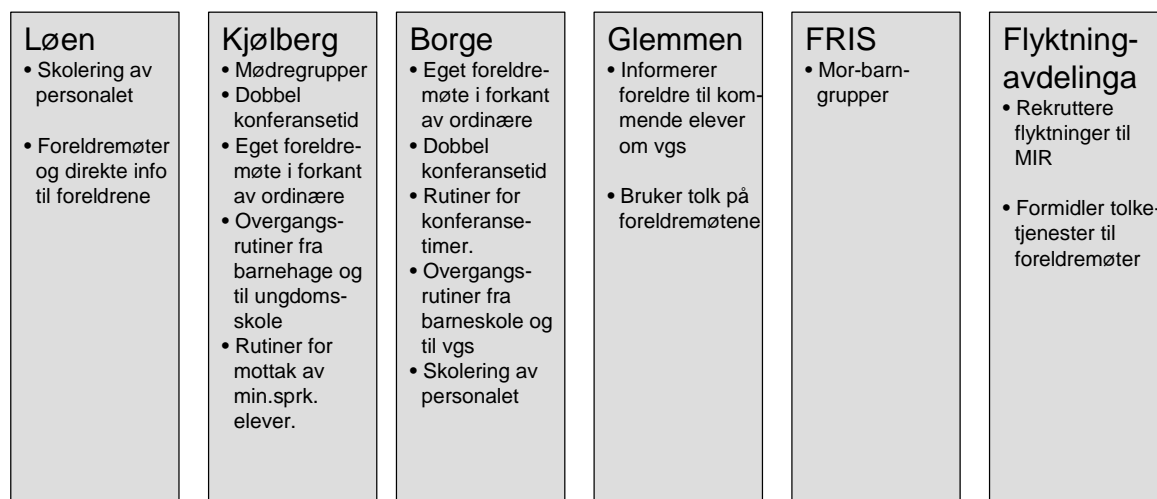 Løen
• Skolering av
personalet
• Foreldremøter
og direkte info
til foreldrene
Kjølberg
• Mødregrupper
• Dobbel
konferansetid
• Eget foreldre-
møte i forkant
av ordinære
• Overgangs-
rutiner fra
barnehage og
til ungdoms-
skole
• Rutiner for
mottak av
min.sprk.
elever.
Borge
• Eget foreldre-
møte i forkant
av ordinære
• Dobbel
konferansetid
• Rutiner for
konferanse-
timer.
• Overgangs-
rutiner fra
barneskole og
til vgs
• Skolering av
personalet
Glemmen
• Informerer
foreldre til kom-
mende elever
om vgs
• Bruker tolk på
foreldremøtene
FRIS
• Mor-barn-
grupper
Flyktning-
avdelinga
• Rekruttere
flyktninger til
MIR
• Formidler tolke-
tjenester til
foreldremøter